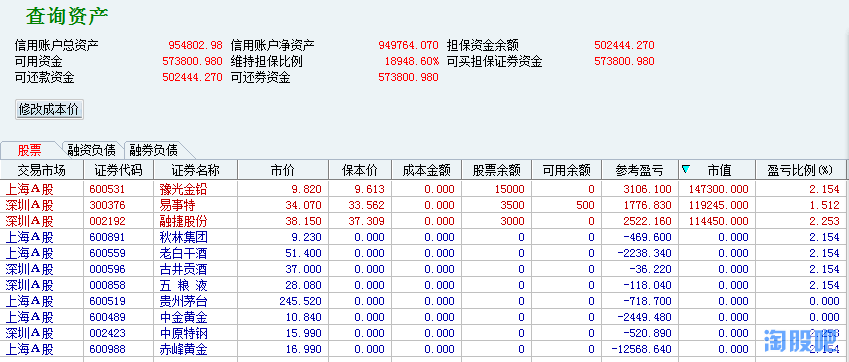 查询资产
信用账户总资产 954802.98 信用账户净资产 949764.070 担保资金余额 502444.270
可用资金 573800.980 维持担保比例 18948.60% 可买担保证券资金 573800.980
可还款资金 502444.270 可还券资金 573800.980
修改成本价
股票 融资负债 融券负债
交易市场 证券代码 证券名称 市价 保本价 成本金额 股票余额 可用余额 参考盈亏 市值 盈亏比例(%)
上海A股 600531 豫光金铅 9.820 9.613 0.000 15000 0 3106.100 147300.000 2.154
深圳A股 300376 易事特 34.070 33.562 0.000 3500 500 1776.830 119245.000 1.512
深圳A股 002192 融捷股份 38.150 37.309 0.000 3000 0 2522.160 114450.000 2.253
上海A股 600891 秋林集团 9.230 0.000 0.000 0 0 -469.600 0.000 2.154
上海A股 600559 老白干酒 51.400 0.000 0.000 0 0 -2238.340 0.000 2.154
深圳A股 000596 古井贡酒 37.000 0.000 0.000 0 0 -36.220 0.000 2.154
深圳A股 000858 五 粮 液 28.080 0.000 0.000 0 0 -118.040 0.000 2.154
上海A股 600519 贵州茅台 245.520 0.000 0.000 0 0 -718.700 0.000 0.000
上海A股 600489 中金黄金 10.840 0.000 0.000 0 0 -2449.480 0.000 2.154
深圳A股 002423 中原特钢 15.990 0.000 0.000 0 0 -520.890 0.000 2.253
上海A股 600988 赤峰黄金 16.990 0.000 0.000 0 0 -12568.640 0.000 2.154
淘股吧